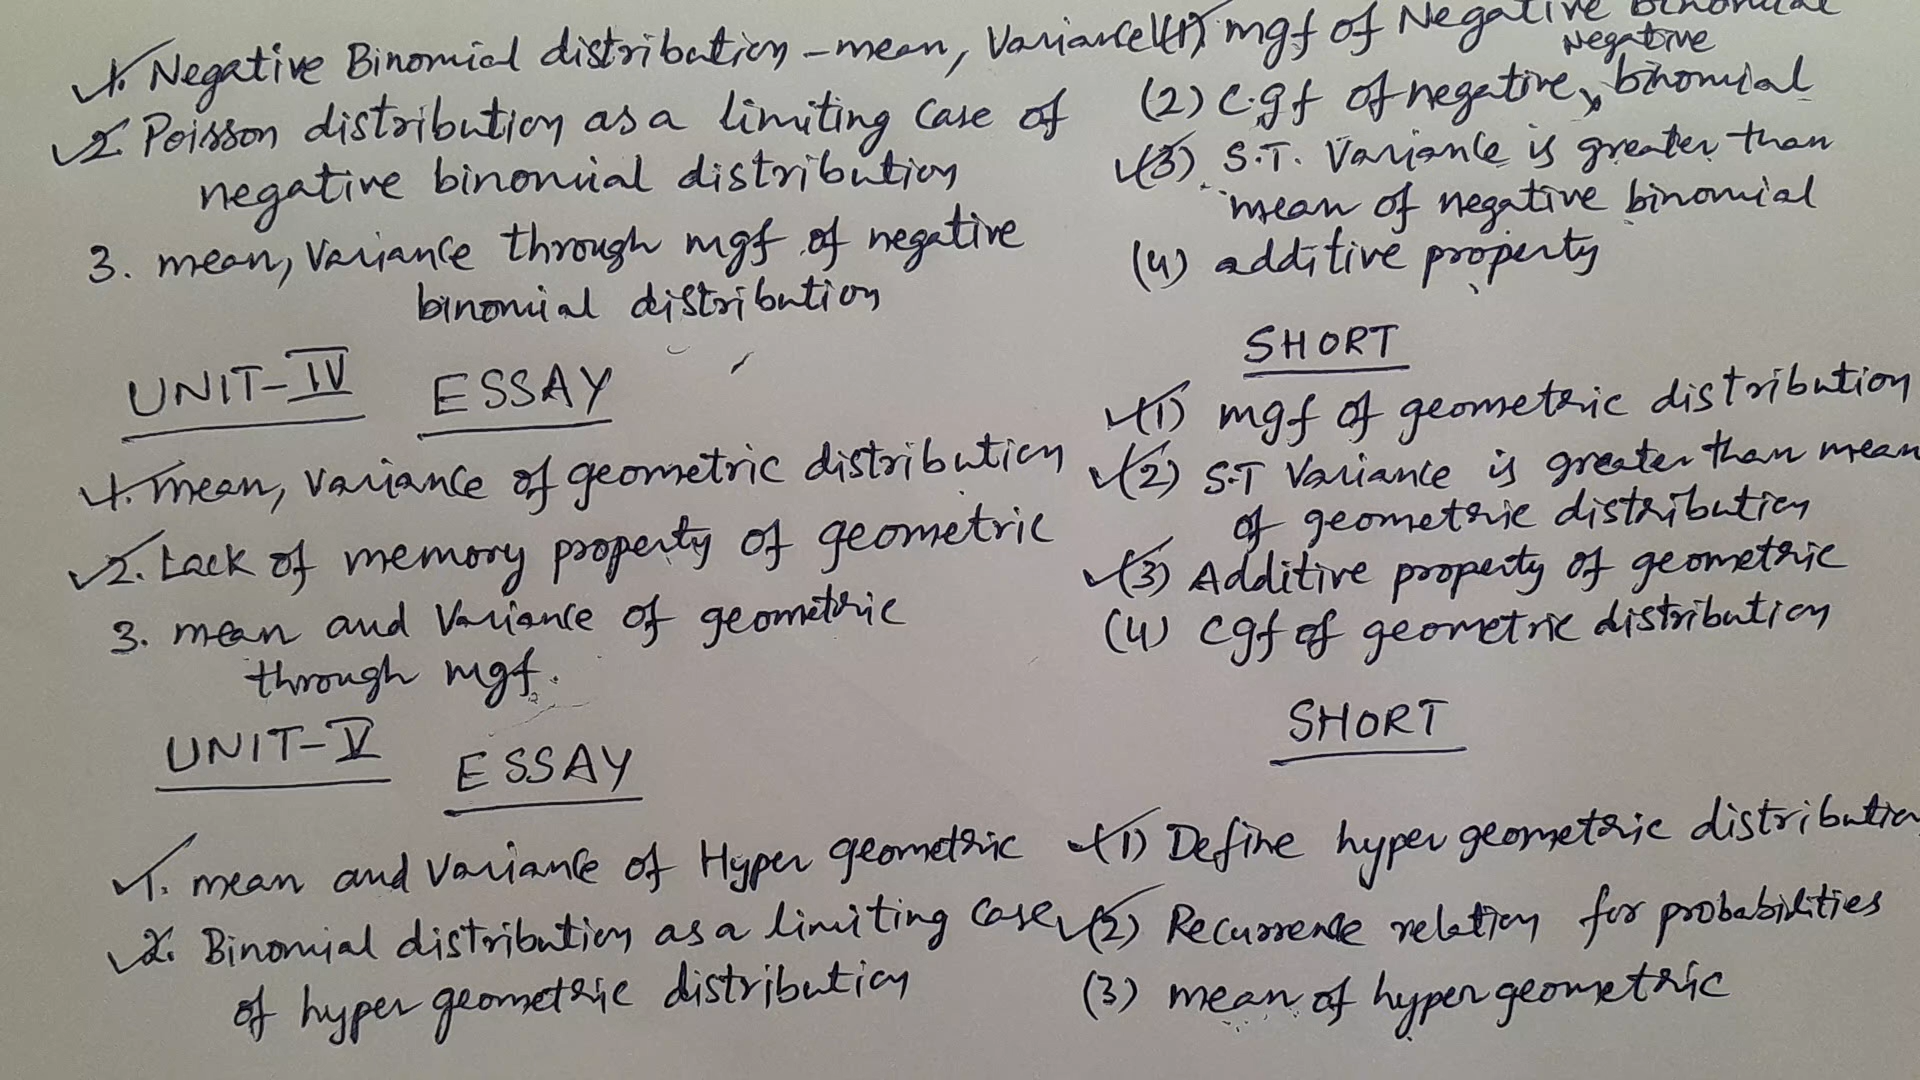 1. Negative Binomial distribution - mean, Variance
2. Poisson distribution as a limiting case of
negative binomial distribution
3. mean, Variance through mgf of negative
binomial distribution
(1) mgf of Negative Binomial
Negative
(2) c.g.f of negative binomial
(3) S.T. Variance is greater than
mean of negative binomial
(4) additive property
UNIT-IV ESSAY
1. mean, Variance of geometric distribution
2. Lack of memory property of geometric
3. mean and Variance of geometric
through mgf.
SHORT
(1) mgf of geometric distribution
(2) S.T Variance is greater than mean
of geometric distribution
(3) Additive property of geometric
(4) cgf of geometric distribution
UNIT-V ESSAY
1. mean and Variance of Hyper geometric
2. Binomial distribution as a limiting case
of hyper geometric distribution
SHORT
(1) Define hyper geometric distribution
(2) Recurrence relation for probabilities
(3) mean of hyper geometric